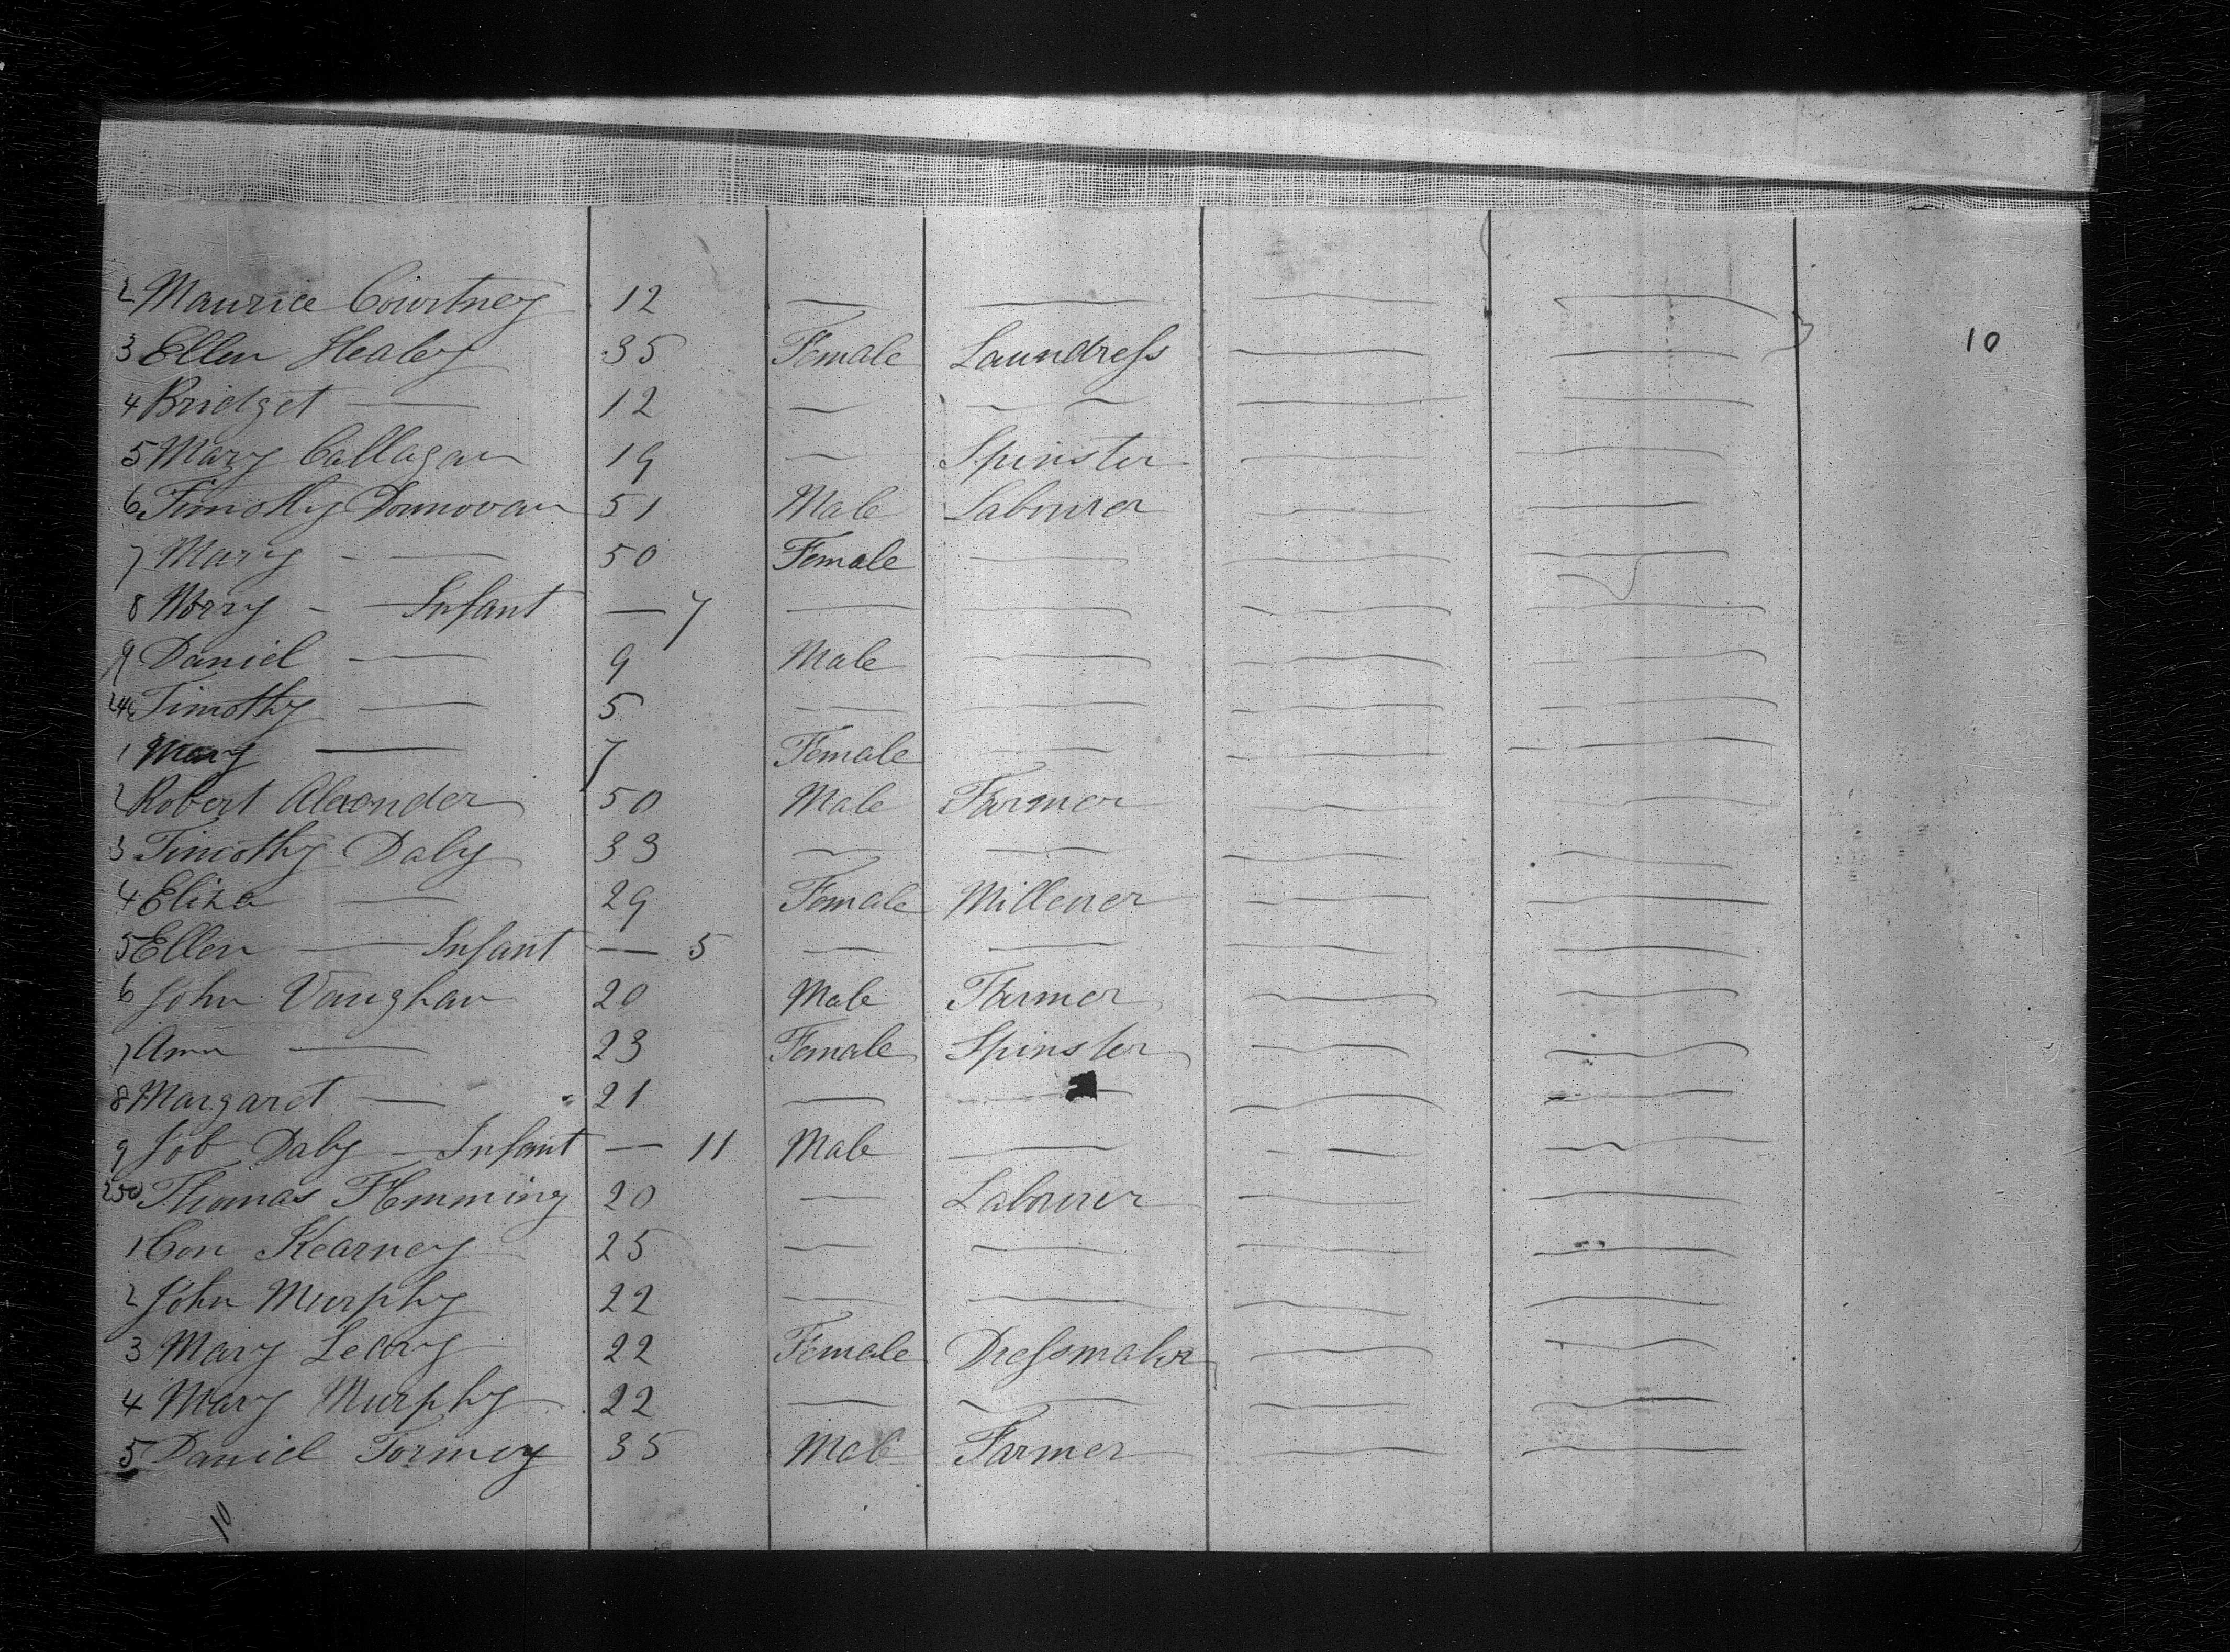 2 Maurice Courtney 12 — — — —
3 Ellen Healey 35 Female Laundress — — 10
4 Bridget — 12 — — — —
5 Mary Callagan 19 — Spinster — —
6 Timothy Donnovan 51 Male Labourer — —
7 Mary — 50 Female — — —
8 Mary — Infant — 7 — — — —
9 Daniel — 9 Male — — —
240 Timothy — 5 — — — —
1 Mary — 7 Female — — —
2 Robert Alexander 50 Male Farmer — —
3 Timothy Daly 33 — — — —
4 Eliza — 29 Female Millener — —
5 Ellen — Infant — 5 — — — —
6 John Vaughan 20 Male Farmer — —
7 Ann — 23 Female Spinster — —
8 Margaret — 21 — — — —
9 Job Daly — Infant — 11 Male — — —
250 Thomas Flemming 20 — Labourer — —
1 Con Kearney 25 — — — —
2 John Murphy 22 — — — —
3 Mary Leary 22 Female Dressmaker — —
4 Mary Murphy 22 — — — —
5 Daniel Tormey 35 Male Farmer — —
10